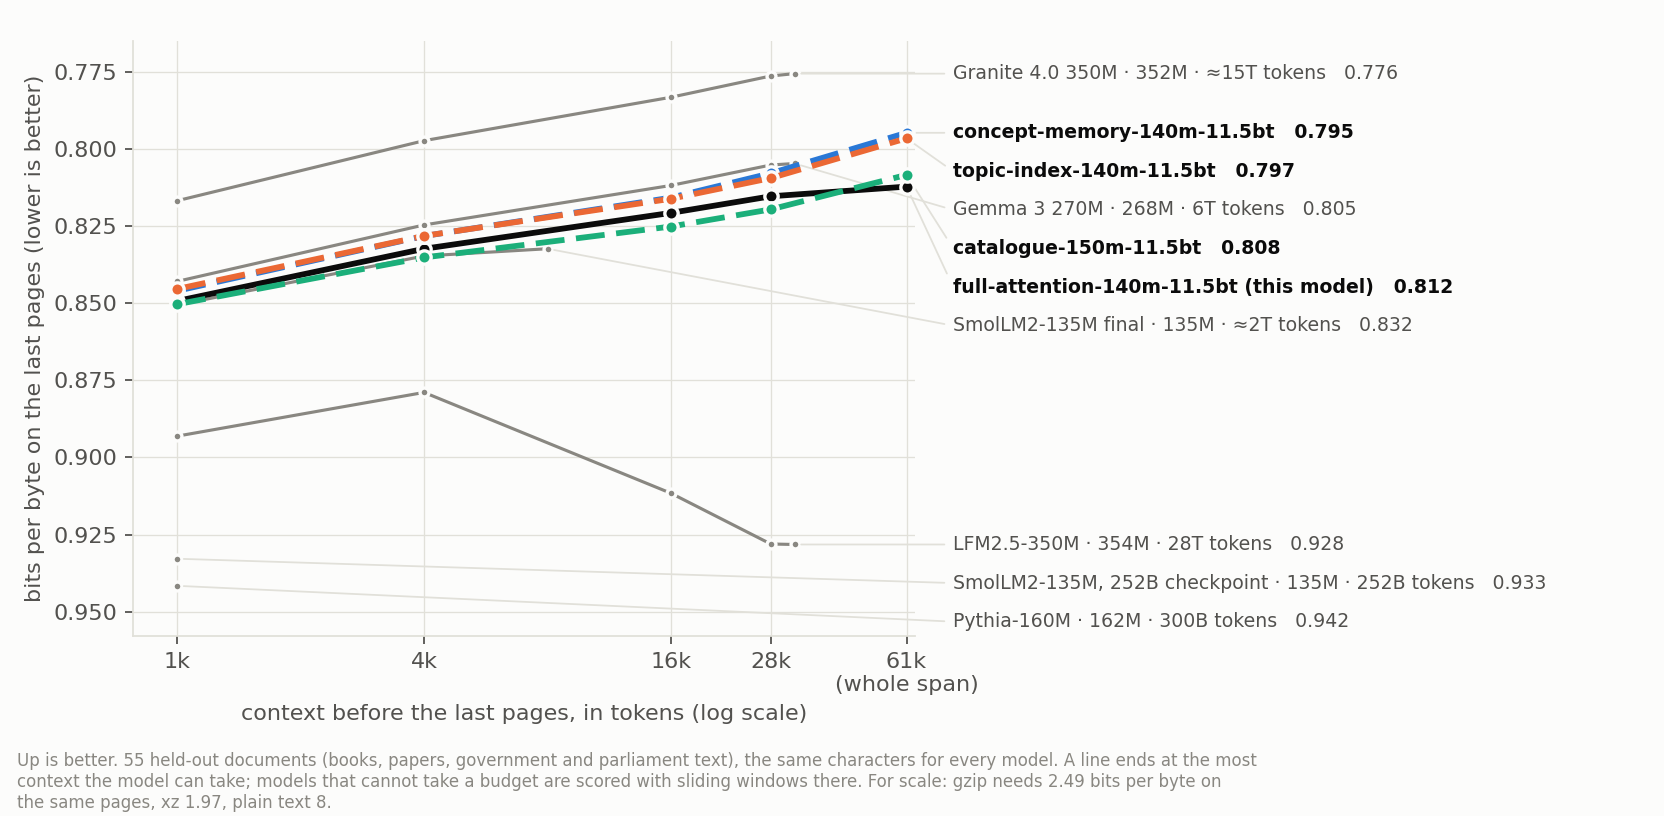 bits per byte on the last pages (lower is better)
0.775
0.800
0.825
0.850
0.875
0.900
0.925
0.950
Granite 4.0 350M · 352M · ≈15T tokens 0.776
concept-memory-140m-11.5bt 0.795
topic-index-140m-11.5bt 0.797
Gemma 3 270M · 268M · 6T tokens 0.805
catalogue-150m-11.5bt 0.808
full-attention-140m-11.5bt (this model) 0.812
SmolLM2-135M final · 135M · ≈2T tokens 0.832
LFM2.5-350M · 354M · 28T tokens 0.928
SmolLM2-135M, 252B checkpoint · 135M · 252B tokens 0.933
Pythia-160M · 162M · 300B tokens 0.942
1k 4k 16k 28k 61k
(whole span)
context before the last pages, in tokens (log scale)
Up is better. 55 held-out documents (books, papers, government and parliament text), the same characters for every model. A line ends at the most
context the model can take; models that cannot take a budget are scored with sliding windows there. For scale: gzip needs 2.49 bits per byte on
the same pages, xz 1.97, plain text 8.